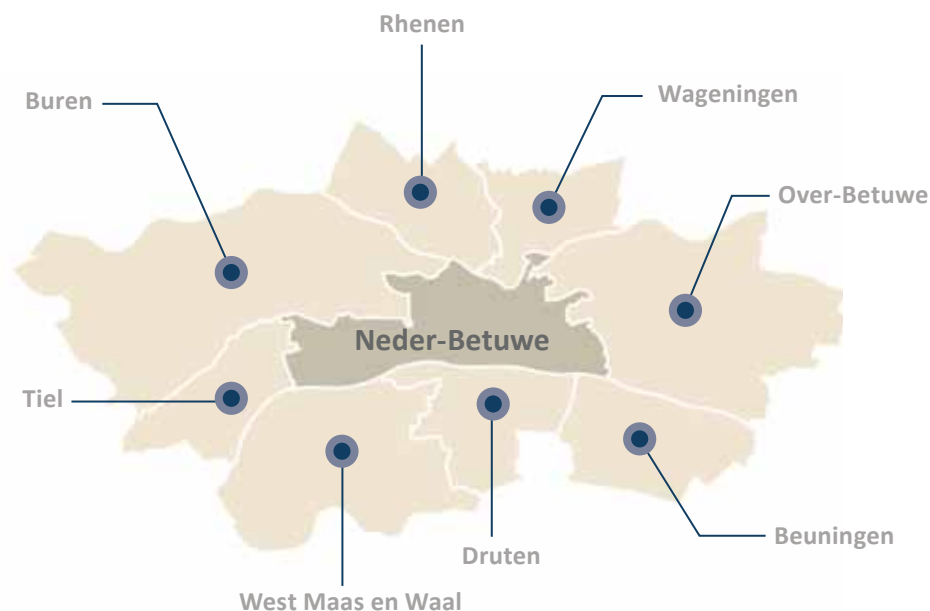 Rhenen
Buren
Wageningen
Over-Betuwe
Neder-Betuwe
Tiel
Beuningen
Druten
West Maas en Waal